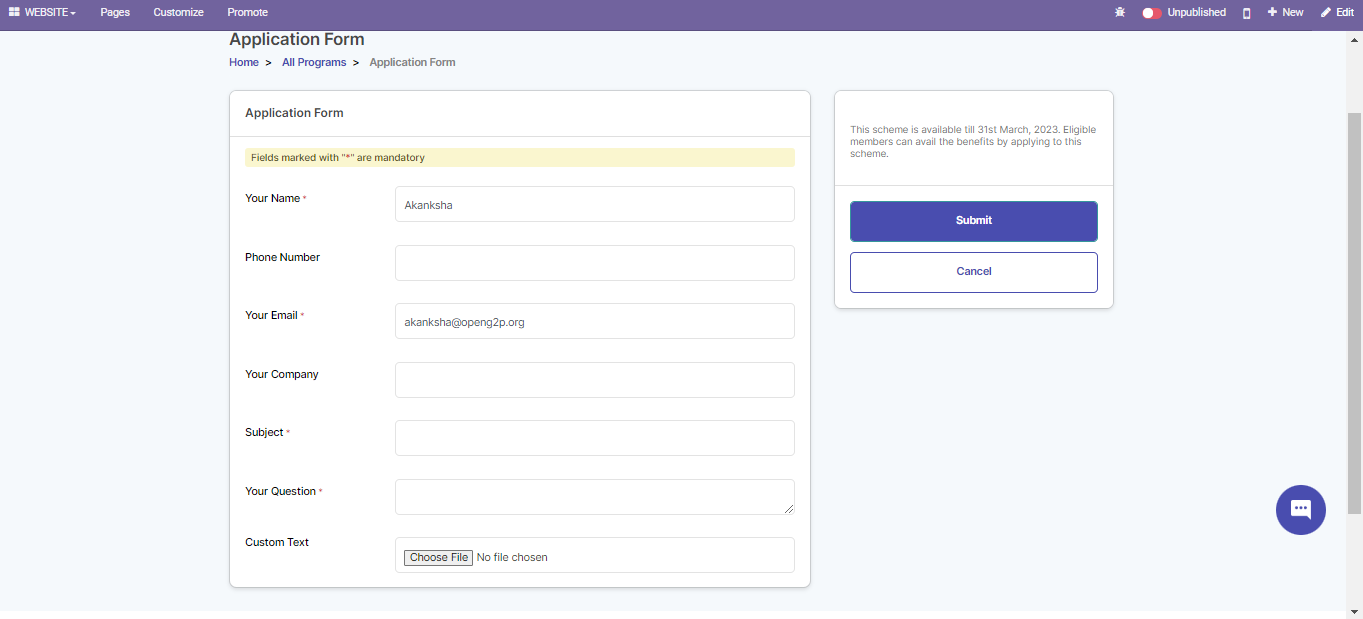 WEBSITE Pages Customize Promote Unpublished New Edit
Application Form
Home > All Programs > Application Form
Application Form
Fields marked with "*" are mandatory
Your Name *
Akanksha
Phone Number
Your Email *
akanksha@openg2p.org
Your Company
Subject *
Your Question *
Custom Text
Choose File No file chosen
This scheme is available till 31st March, 2023. Eligible
members can avail the benefits by applying to this
scheme.
Submit
Cancel